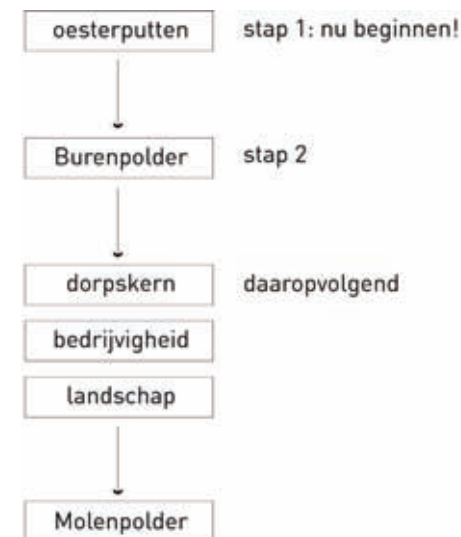 oesterputten stap 1: nu beginnen!
Burenpolder stap 2
dorpskern daaropvolgend
bedrijvigheid
landschap
Molenpolder